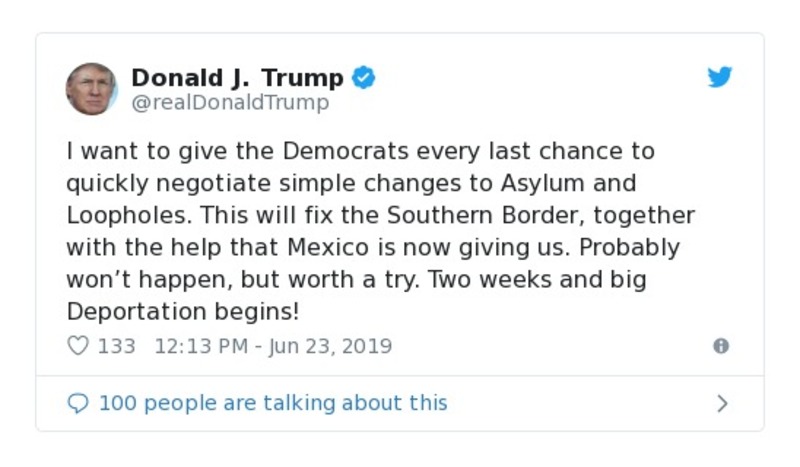 Donald J. Trump
@realDonaldTrump
I want to give the Democrats every last chance to
quickly negotiate simple changes to Asylum and
Loopholes. This will fix the Southern Border, together
with the help that Mexico is now giving us. Probably
won’t happen, but worth a try. Two weeks and big
Deportation begins!
133 12:13 PM - Jun 23, 2019
100 people are talking about this